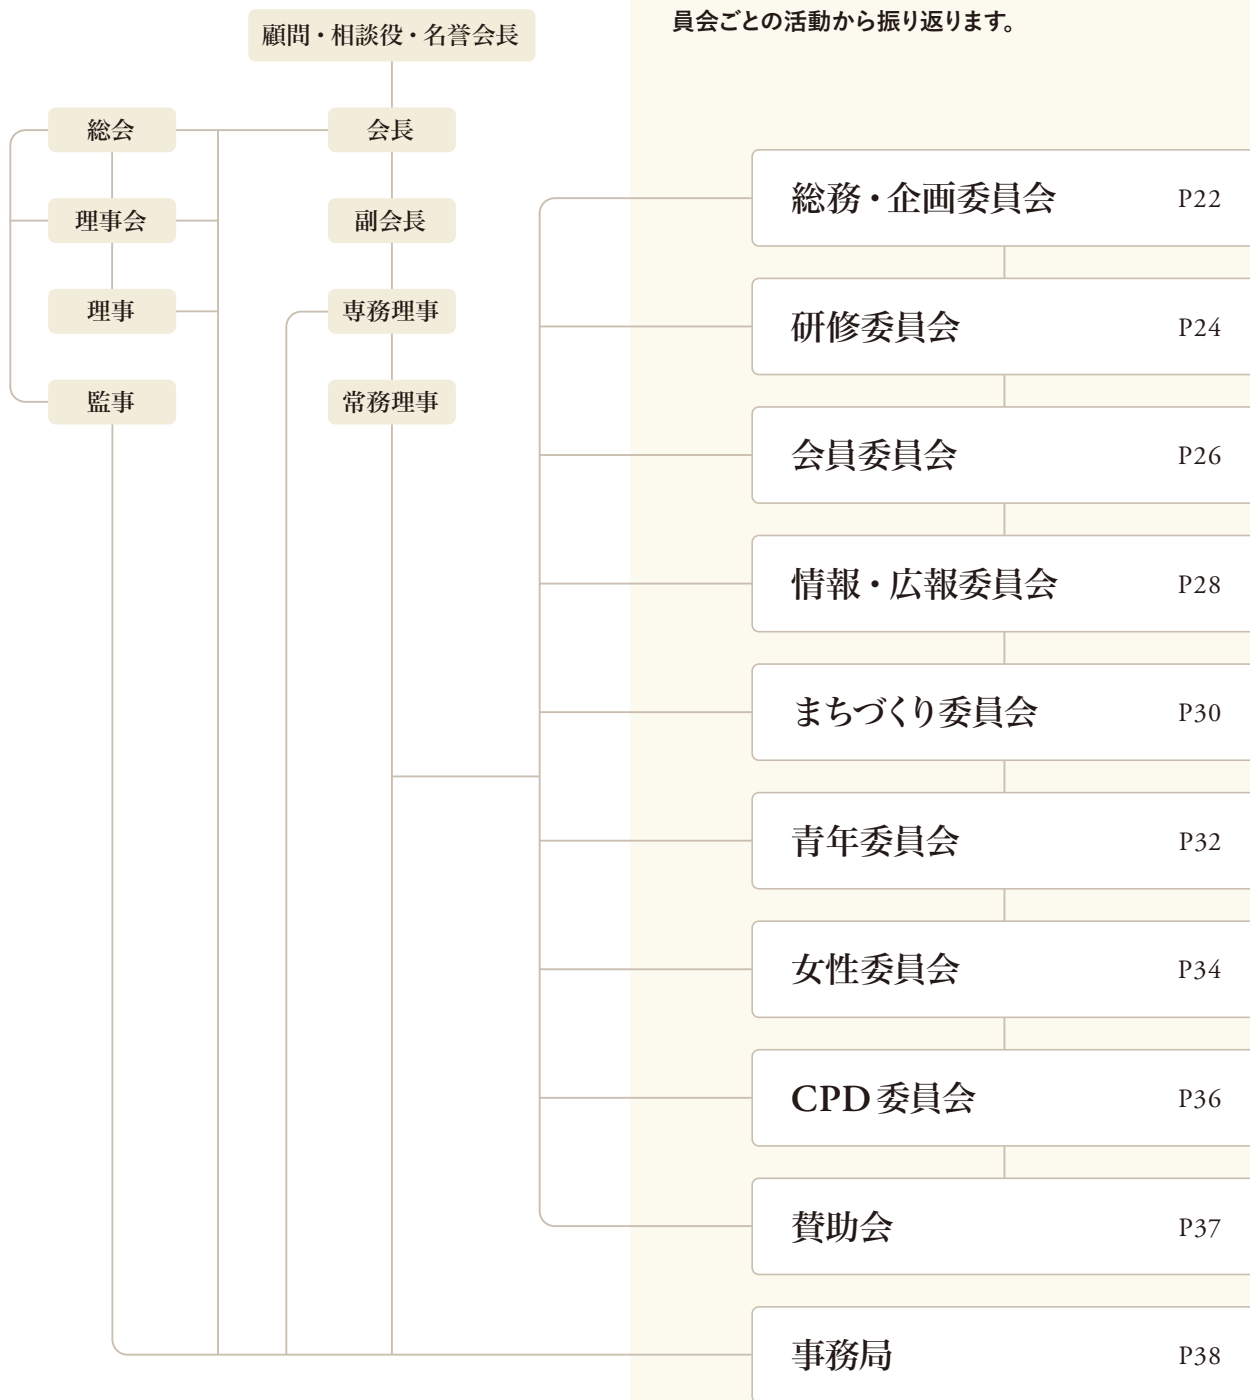 員会ごとの活動から振り返ります。
顧問・相談役・名誉会長
総会
会長
理事会
副会長
理事
専務理事
監事
常務理事
総務・企画委員会 P22
研修委員会 P24
会員委員会 P26
情報・広報委員会 P28
まちづくり委員会 P30
青年委員会 P32
女性委員会 P34
CPD委員会 P36
賛助会 P37
事務局 P38